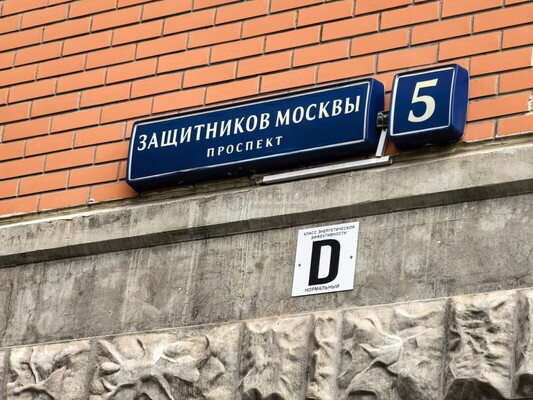 ЗАЩИТНИКОВ МОСКВЫ
ПРОСПЕКТ
5
КЛАСС ЭНЕРГЕТИЧЕСКОЙ
ЭФФЕКТИВНОСТИ
D
НОРМАЛЬНЫЙ